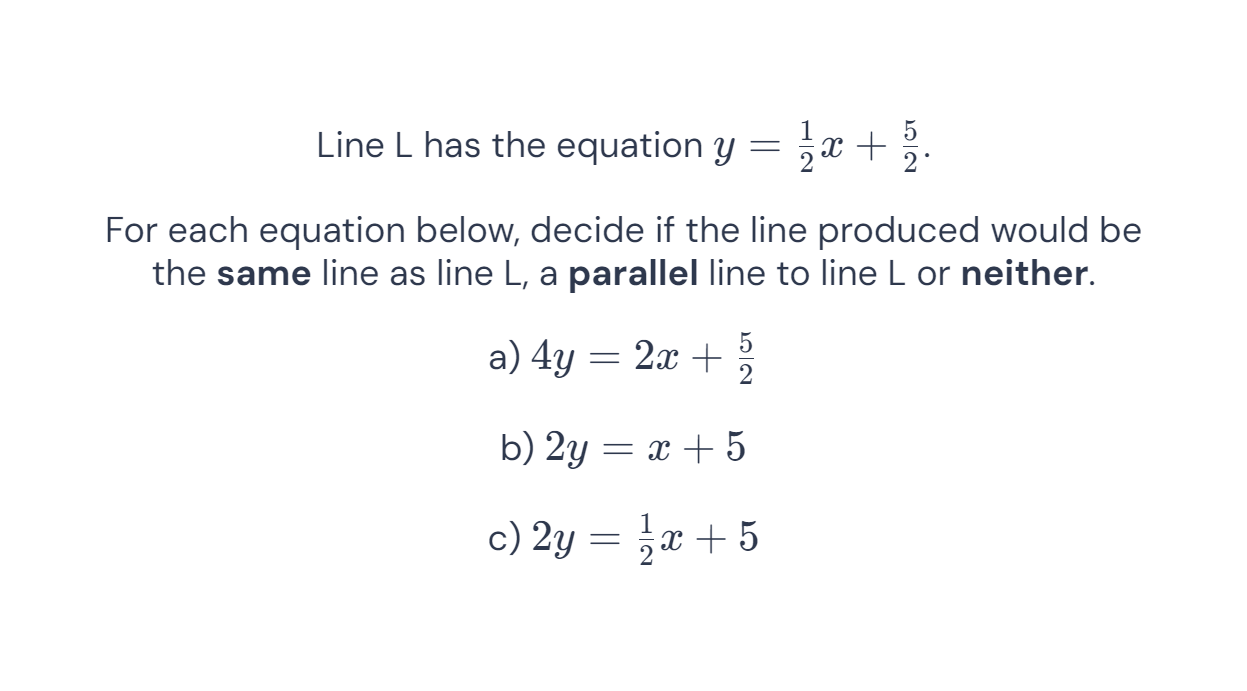 Line L has the equation $y = \frac{1}{2}x + \frac{5}{2}$.
For each equation below, decide if the line produced would be
the same line as line L, a parallel line to line L or neither.
a) $4y = 2x + \frac{5}{2}$
b) $2y = x + 5$
c) $2y = \frac{1}{2}x + 5$